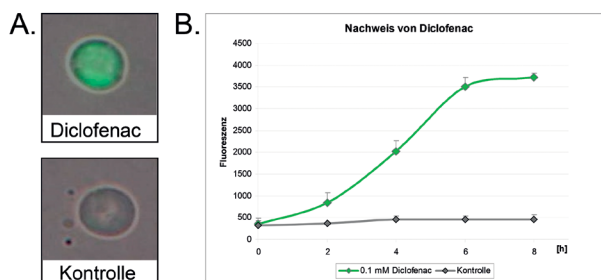 A.
Diclofenac
Kontrolle
B.
Nachweis von Diclofenac
Fluoreszenz
4500
4000
3500
3000
2500
2000
1500
1000
500
0
0 2 4 6 8 [h]
0.1 mM Diclofenac Kontrolle